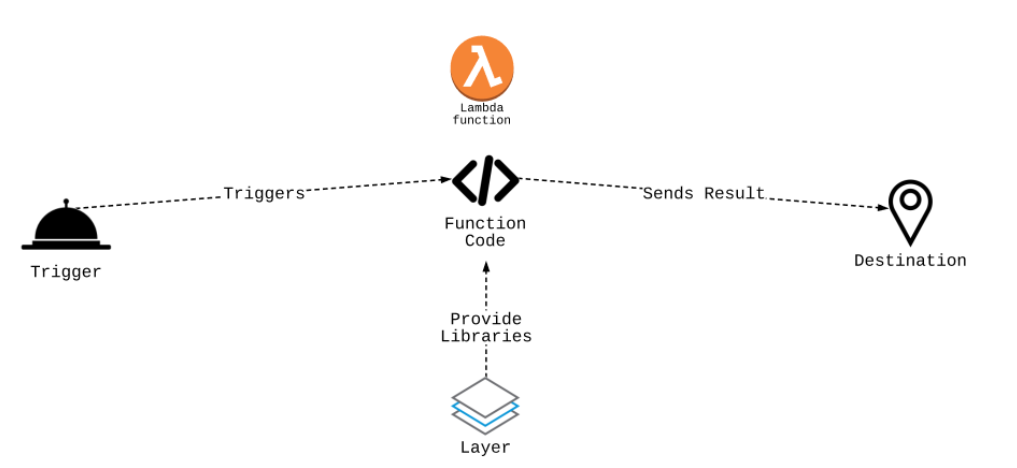 Lambda
function
Triggers
Sends Result
Function
Code
Trigger
Destination
Provide
Libraries
Layer